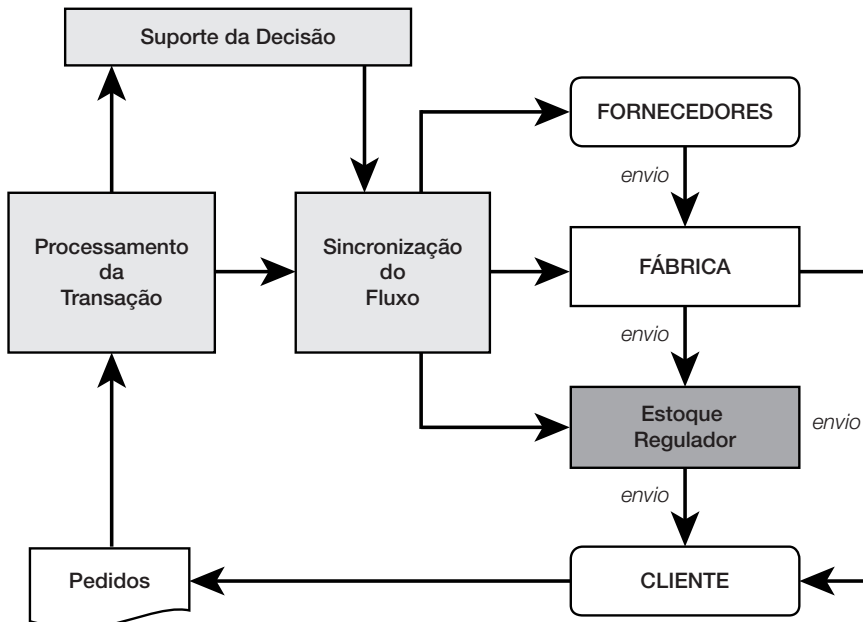 Suporte da Decisão
FORNECEDORES
envio
Processamento
da
Transação
Sincronização
do
Fluxo
FÁBRICA
envio
Estoque
Regulador
envio
envio
Pedidos
CLIENTE